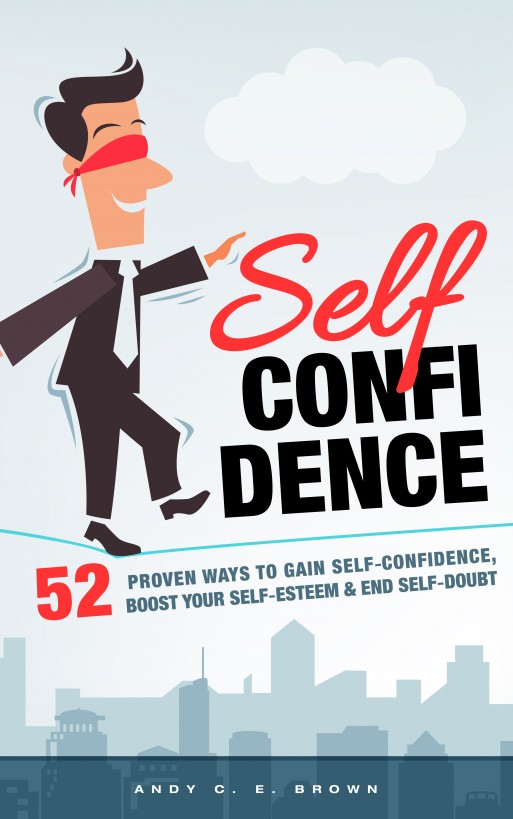 Self
CONFI
DENCE
52 PROVEN WAYS TO GAIN SELF-CONFIDENCE,
BOOST YOUR SELF-ESTEEM & END SELF-DOUBT
ANDY C. E. BROWN